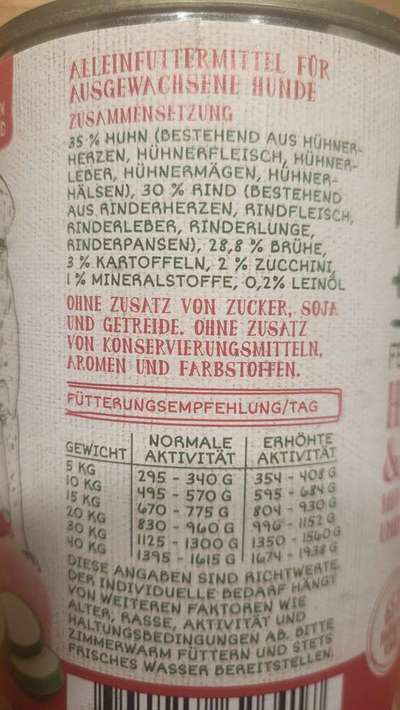 ALLEINFUTTERMITTEL FÜR
AUSGEWACHSENE HUNDE
ZUSAMMENSETZUNG
35 % HUHN (BESTEHEND AUS HÜHNER-
HERZEN, HÜHNERFLEISCH, HÜHNER-
LEBER, HÜHNERMÄGEN, HÜHNER-
HÄLSEN), 30 % RIND (BESTEHEND
AUS RINDERHERZEN, RINDFLEISCH,
RINDERLEBER, RINDERLUNGE,
RINDERPANSEN), 28,8 % BRÜHE,
3 % KARTOFFELN, 2 % ZUCCHINI,
1 % MINERALSTOFFE, 0,2% LEINÖL
OHNE ZUSATZ VON ZUCKER, SOJA
UND GETREIDE. OHNE ZUSATZ
VON KONSERVIERUNGSMITTELN,
AROMEN UND FARBSTOFFEN.
FÜTTERUNGSEMPFEHLUNG/TAG
GEWICHT NORMALE AKTIVITÄT ERHÖHTE AKTIVITÄT
5 KG 295 - 340 G 354 - 408 G
10 KG 495 - 570 G 595 - 684 G
15 KG 670 - 775 G 804 - 930 G
20 KG 830 - 960 G 996 - 1152 G
30 KG 1125 - 1300 G 1350 - 1560 G
40 KG 1395 - 1615 G 1674 - 1938 G
DIESE ANGABEN SIND RICHTWERTE.
DER INDIVIDUELLE BEDARF HÄNGT
VON WEITEREN FAKTOREN WIE
ALTER, RASSE, AKTIVITÄT UND
HALTUNGSBEDINGUNGEN AB. BITTE
ZIMMERWARM FÜTTERN UND STETS
FRISCHES WASSER BEREITSTELLEN.